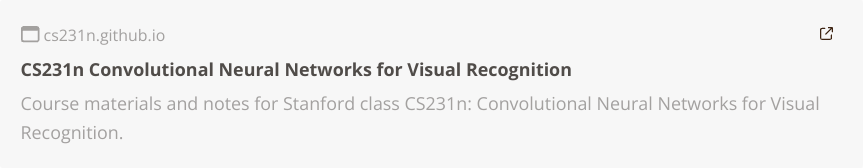 cs231n.github.io
CS231n Convolutional Neural Networks for Visual Recognition
Course materials and notes for Stanford class CS231n: Convolutional Neural Networks for Visual
Recognition.